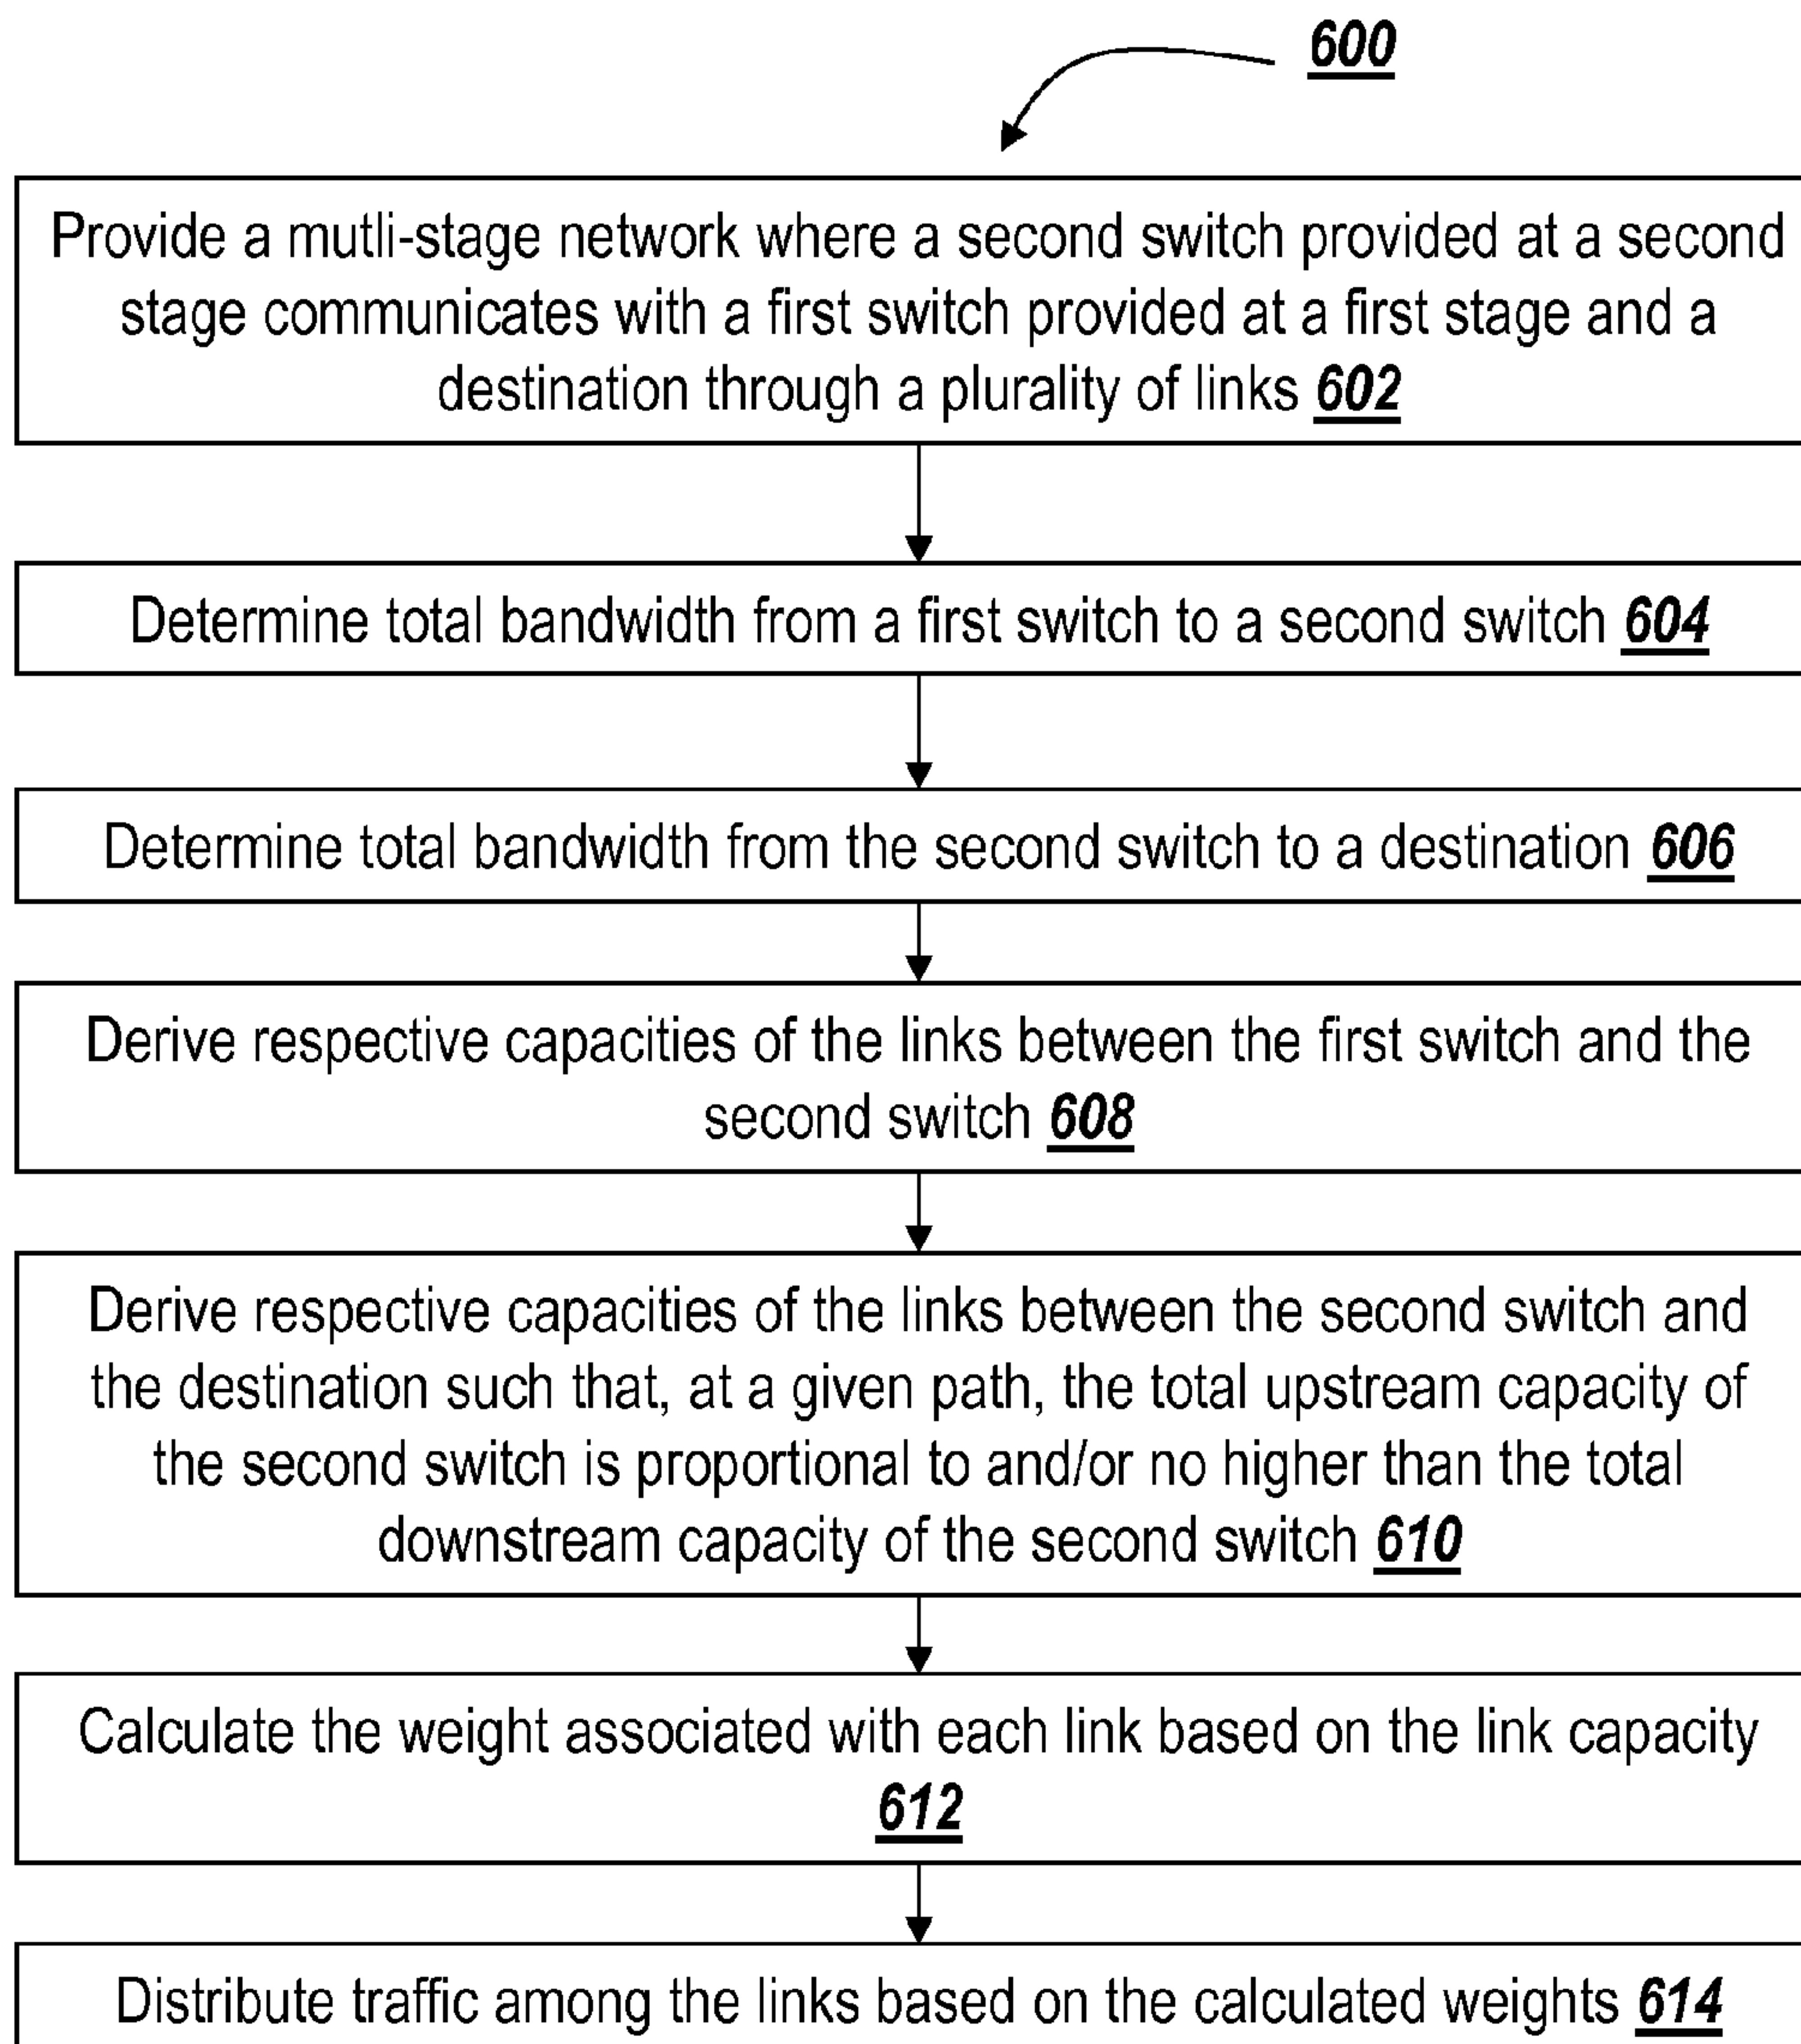 600
Provide a mutli-stage network where a second switch provided at a second
stage communicates with a first switch provided at a first stage and a
destination through a plurality of links 602
Determine total bandwidth from a first switch to a second switch 604
Determine total bandwidth from the second switch to a destination 606
Derive respective capacities of the links between the first switch and the
second switch 608
Derive respective capacities of the links between the second switch and
the destination such that, at a given path, the total upstream capacity of
the second switch is proportional to and/or no higher than the total
downstream capacity of the second switch 610
Calculate the weight associated with each link based on the link capacity
612
Distribute traffic among the links based on the calculated weights 614